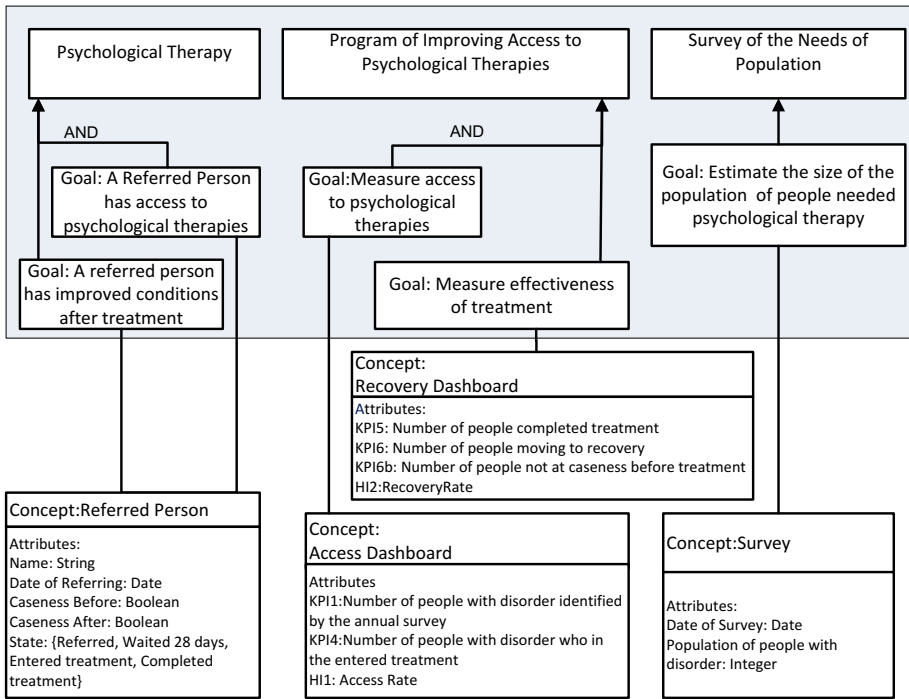 Psychological Therapy
Program of Improving Access to
Psychological Therapies
Survey of the Needs of
Population
AND
AND
Goal: A Referred Person
has access to
psychological therapies
Goal:Measure access
to psychological
therapies
Goal: Estimate the size of the
population of people needed
psychological therapy
Goal: A referred person
has improved conditions
after treatment
Goal: Measure effectiveness
of treatment
Concept:
Recovery Dashboard
Attributes:
KPI5: Number of people completed treatment
KPI6: Number of people moving to recovery
KPI6b: Number of people not at caseness before treatment
HI2:RecoveryRate
Concept:Referred Person
Attributes:
Name: String
Date of Referring: Date
Caseness Before: Boolean
Caseness After: Boolean
State: {Referred, Waited 28 days,
Entered treatment, Completed
treatment}
Concept:
Access Dashboard
Attributes
KPI1:Number of people with disorder identified
by the annual survey
KPI4:Number of people with disorder who in
the entered treatment
HI1: Access Rate
Concept:Survey
Attributes:
Date of Survey: Date
Population of people with
disorder: Integer